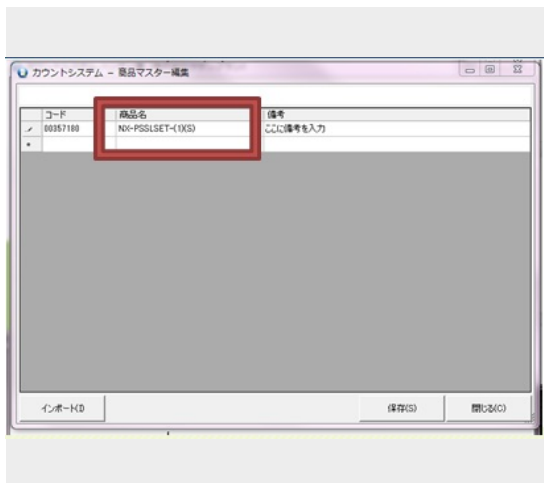 カウントシステム - 商品マスター編集
コード 商品名 備考
00357180 NX-PSSLSET-(1)(S) ここに備考を入力
インポート(I 保存(S) 閉じる(C)